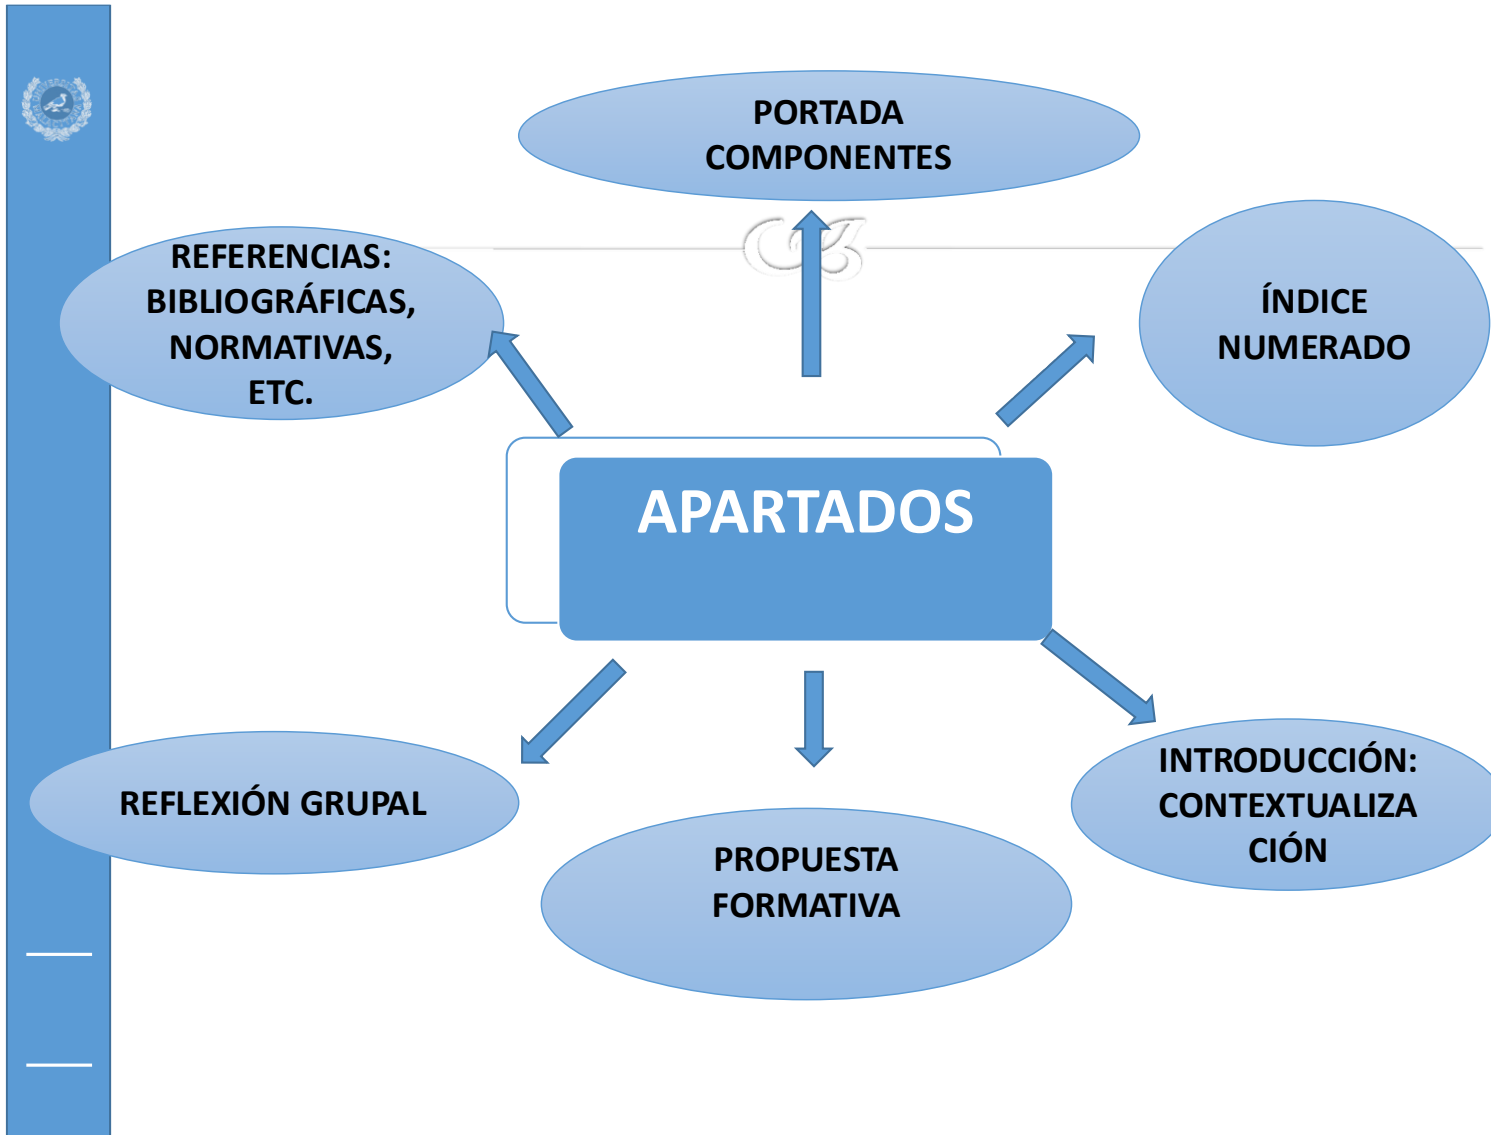 PORTADA
COMPONENTES
REFERENCIAS:
BIBLIOGRÁFICAS,
NORMATIVAS,
ETC.
ÍNDICE
NUMERADO
APARTADOS
REFLEXIÓN GRUPAL
PROPUESTA
FORMATIVA
INTRODUCCIÓN:
CONTEXTUALIZA
CIÓN